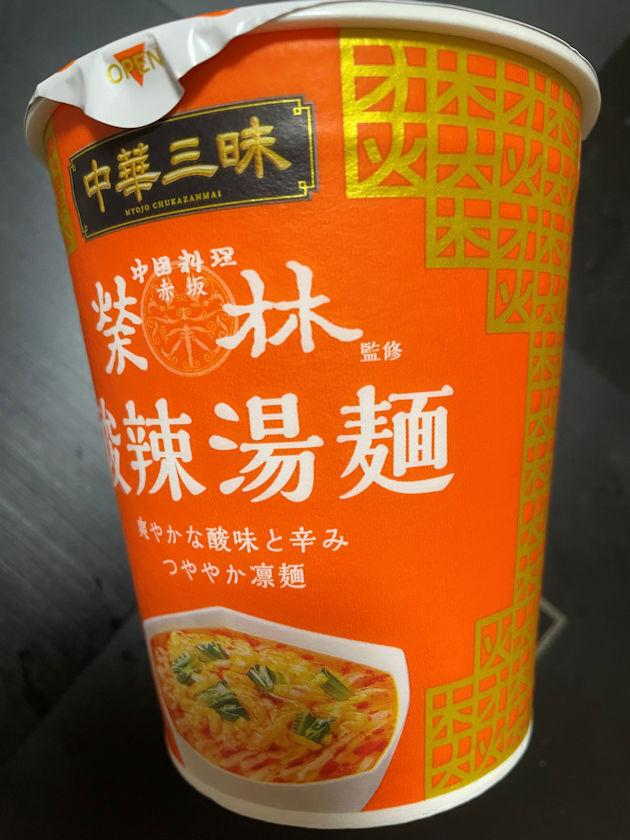 OPEN
中華三昧
MYOJO CHUKAZANMAI
中国料理
赤坂
榮林
監修
酸辣湯麺
爽やかな酸味と辛み
つややか凛麺